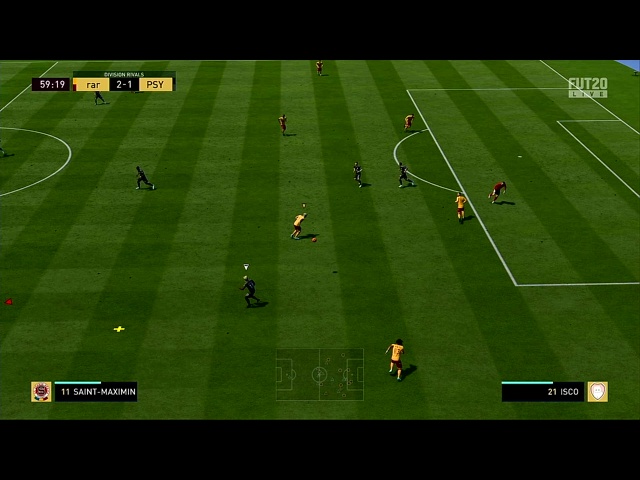 DIVISION RIVALS
59:19 rar 2-1 PSY
FUT20
LIVE
11 SAINT-MAXIMIN
21 ISCO